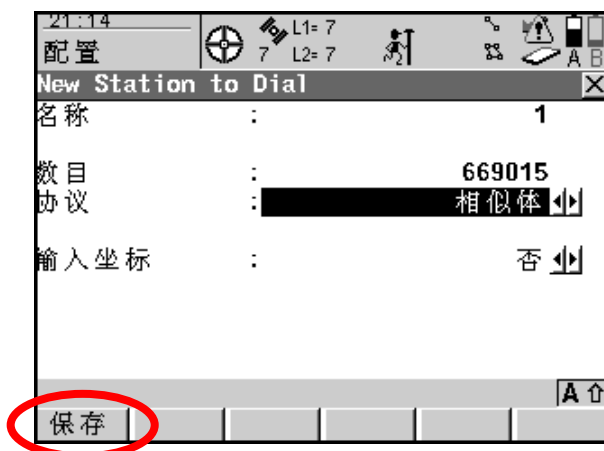 21:14
L1= 7
配置 7 L2= 7
A B
New Station to Dial
名称 : 1
数目 : 669015
协议 : 相似体
输入坐标 : 否
A
保存